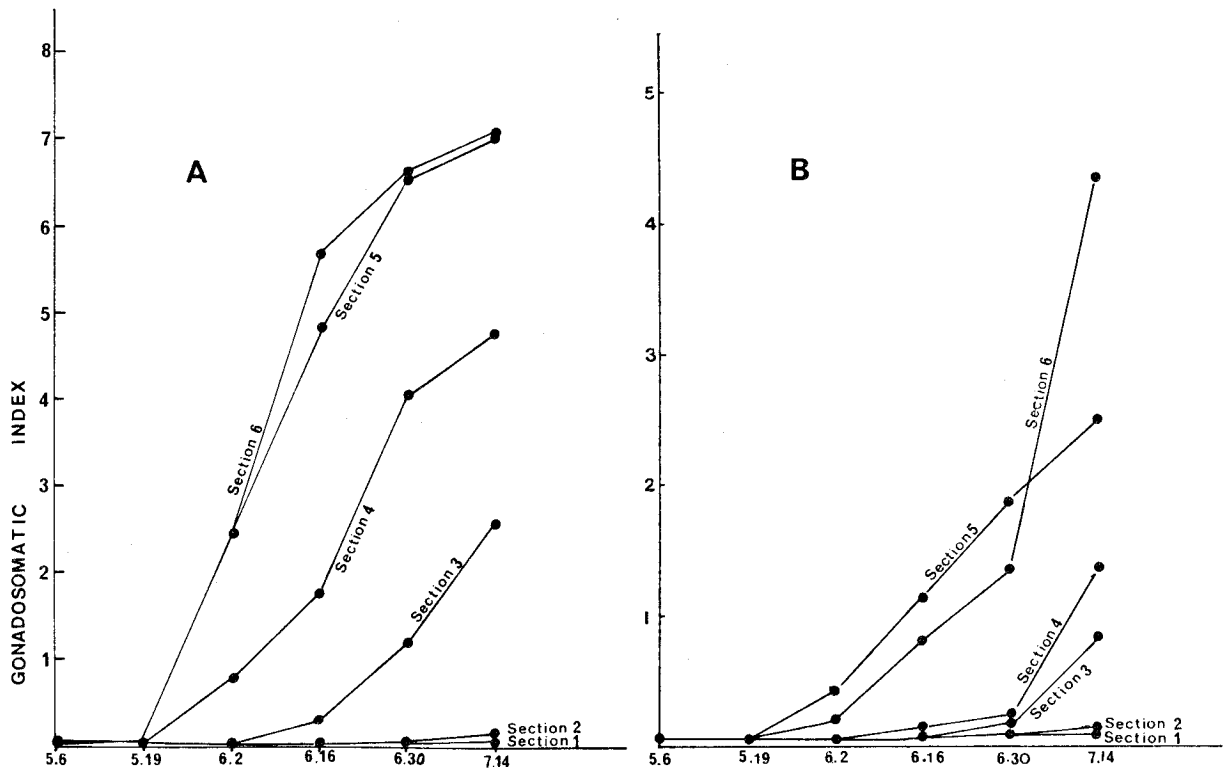 GONADOSOMATIC INDEX
8
7
6
5
4
3
2
1
A
Section 6
Section 5
Section 4
Section 3
Section 2
Section 1
5.6
5.19
6.2
6.16
6.30
7.14
5
4
3
2
1
B
Section 6
Section 5
Section 4
Section 3
Section 2
Section 1
5.6
5.19
6.2
6.16
6.30
7.14